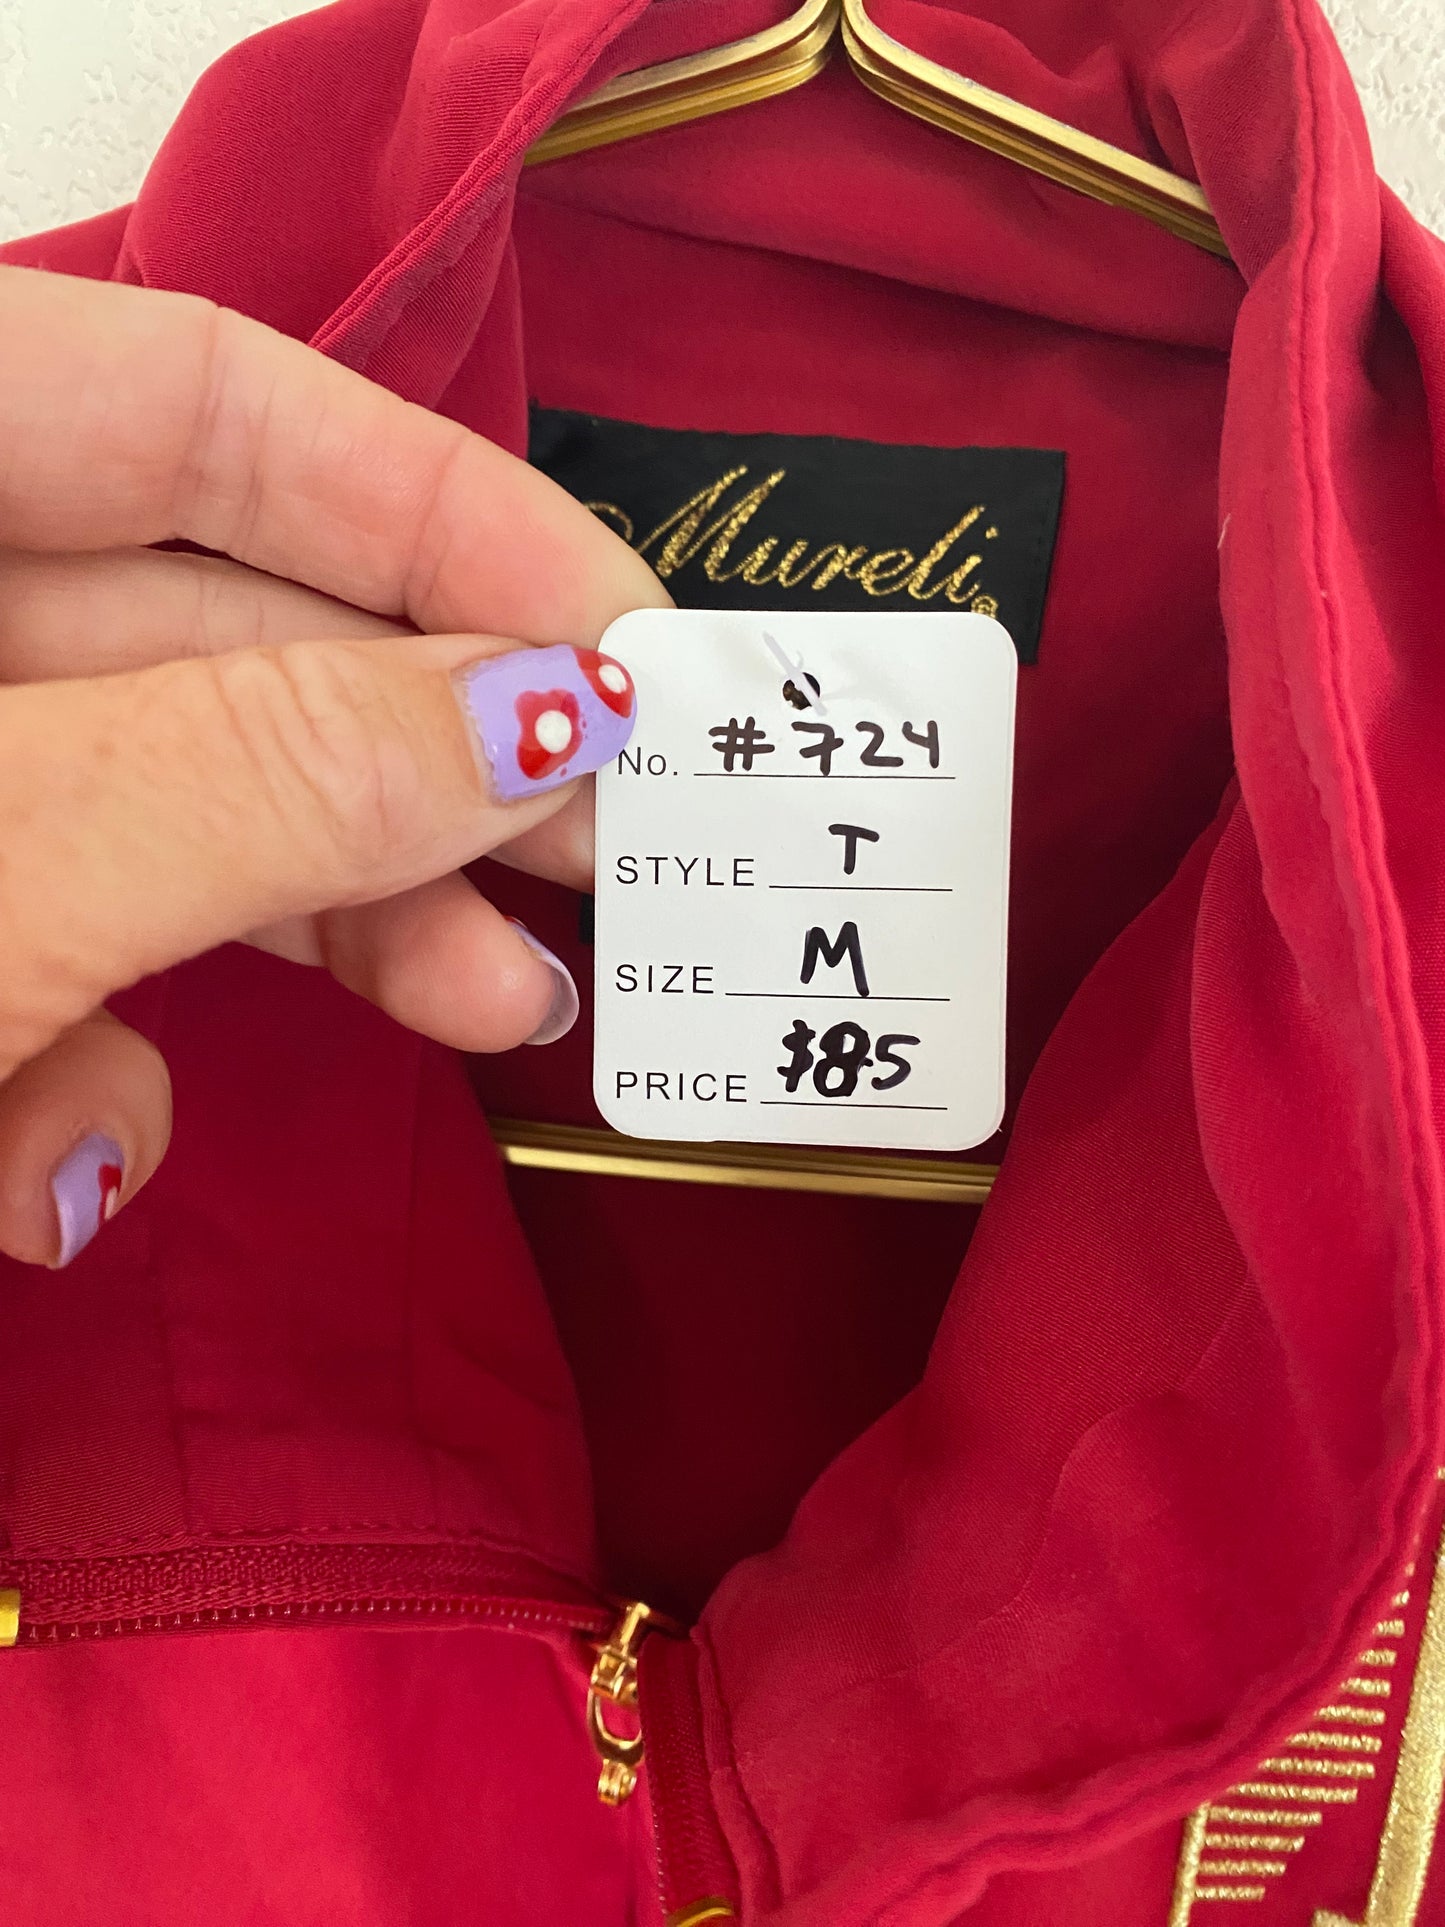 Mureli®
No. #724
STYLE T
SIZE M
PRICE $85